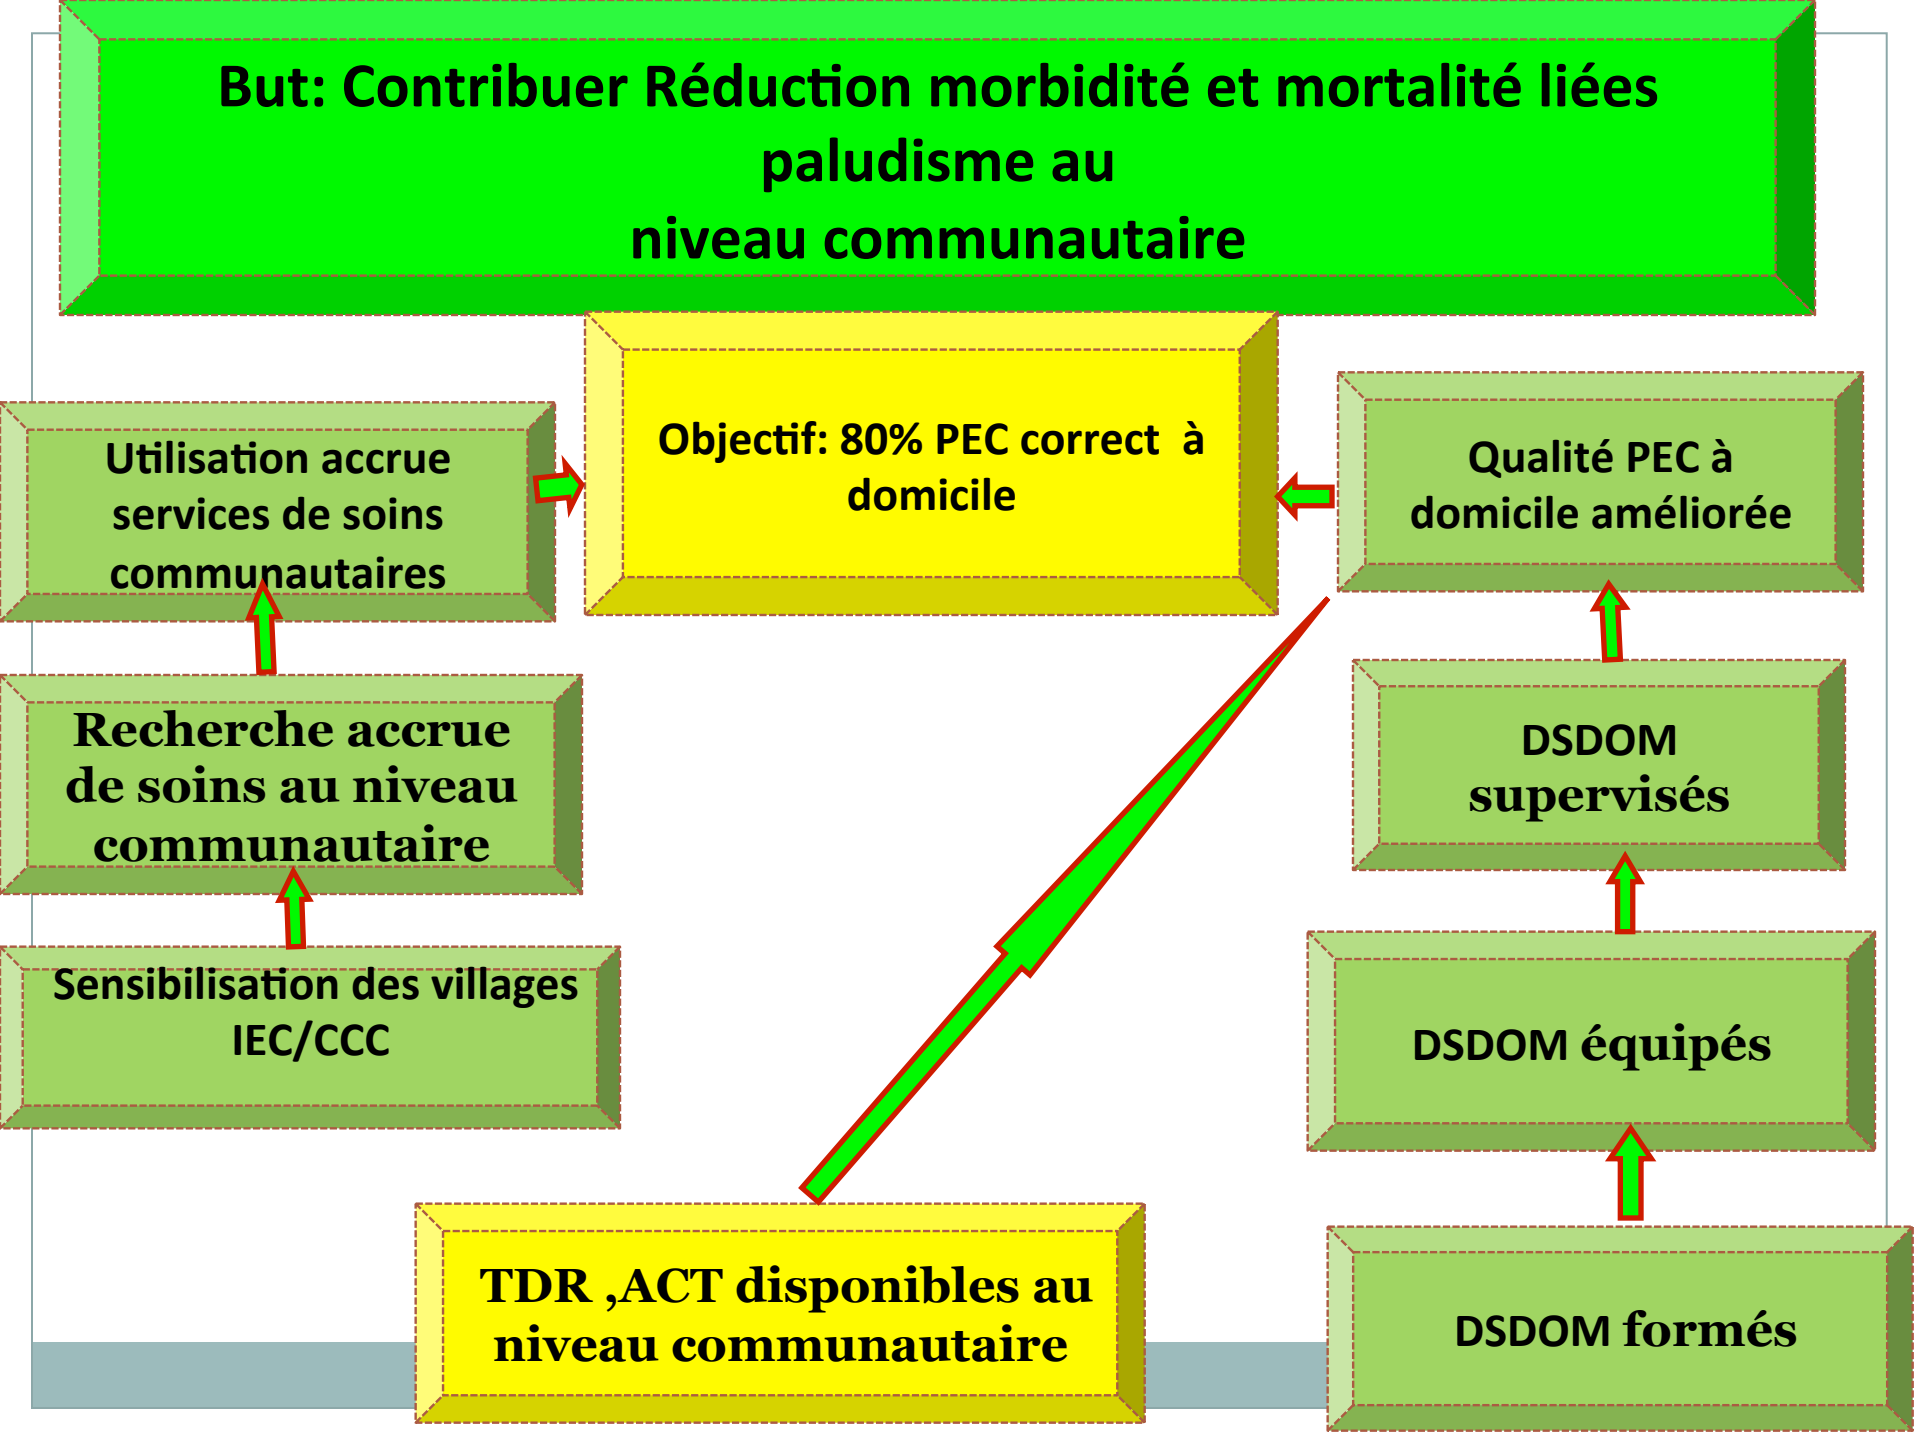 But: Contribuer Réduction morbidité et mortalité liées
paludisme au
niveau communautaire
Objectif: 80% PEC correct à
domicile
Utilisation accrue
services de soins
communautaires
Qualité PEC à
domicile améliorée
Recherche accrue
de soins au niveau
communautaire
DSDOM
supervisés
Sensibilisation des villages
IEC/CCC
DSDOM équipés
TDR ,ACT disponibles au
niveau communautaire
DSDOM formés